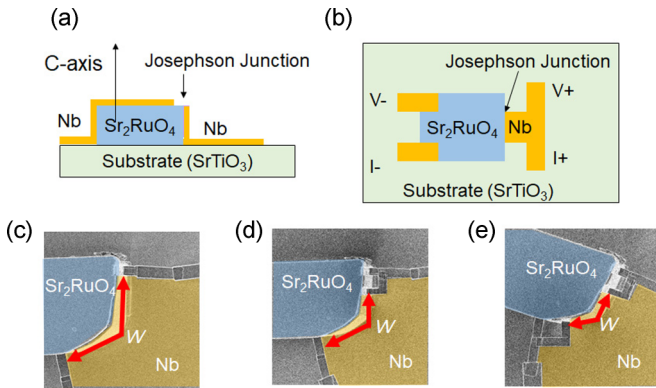 (a)
C-axis
Josephson Junction
Nb
Sr2RuO4
Nb
Substrate (SrTiO3)
(b)
Josephson Junction
V-
V+
Sr2RuO4
Nb
I-
I+
Substrate (SrTiO3)
(c)
Sr2RuO4
W
Nb
(d)
Sr2RuO4
W
Nb
(e)
Sr2RuO4
W
Nb